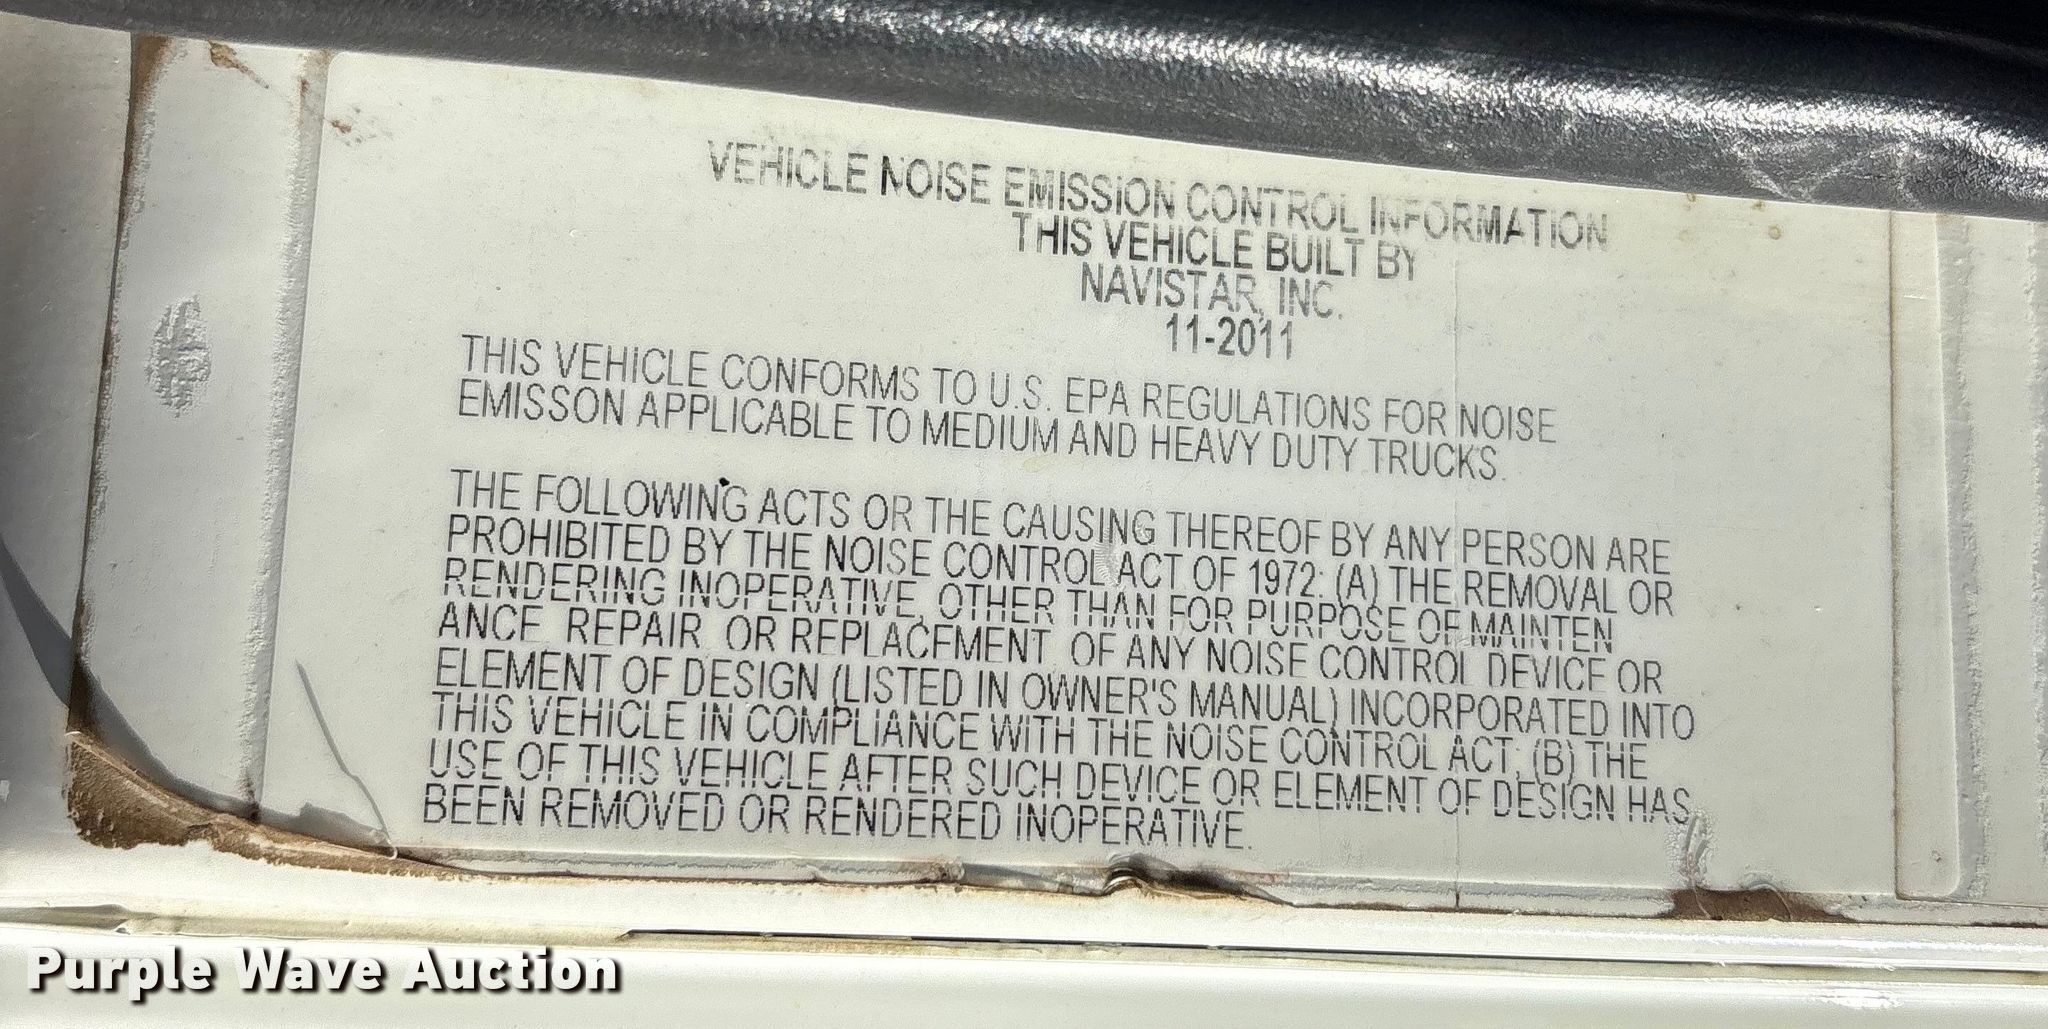 VEHICLE NOISE EMISSION CONTROL INFORMATION
THIS VEHICLE BUILT BY
NAVISTAR, INC.
11-2011
THIS VEHICLE CONFORMS TO U.S. EPA REGULATIONS FOR NOISE
EMISSON APPLICABLE TO MEDIUM AND HEAVY DUTY TRUCKS.
THE FOLLOWING ACTS OR THE CAUSING THEREOF BY ANY PERSON ARE
PROHIBITED BY THE NOISE CONTROL ACT OF 1972: (A) THE REMOVAL OR
RENDERING INOPERATIVE, OTHER THAN FOR PURPOSE OF MAINTEN
ANCE, REPAIR, OR REPLACEMENT, OF ANY NOISE CONTROL DEVICE OR
ELEMENT OF DESIGN (LISTED IN OWNER'S MANUAL) INCORPORATED INTO
THIS VEHICLE IN COMPLIANCE WITH THE NOISE CONTROL ACT; (B) THE
USE OF THIS VEHICLE AFTER SUCH DEVICE OR ELEMENT OF DESIGN HAS
BEEN REMOVED OR RENDERED INOPERATIVE.
Purple Wave Auction